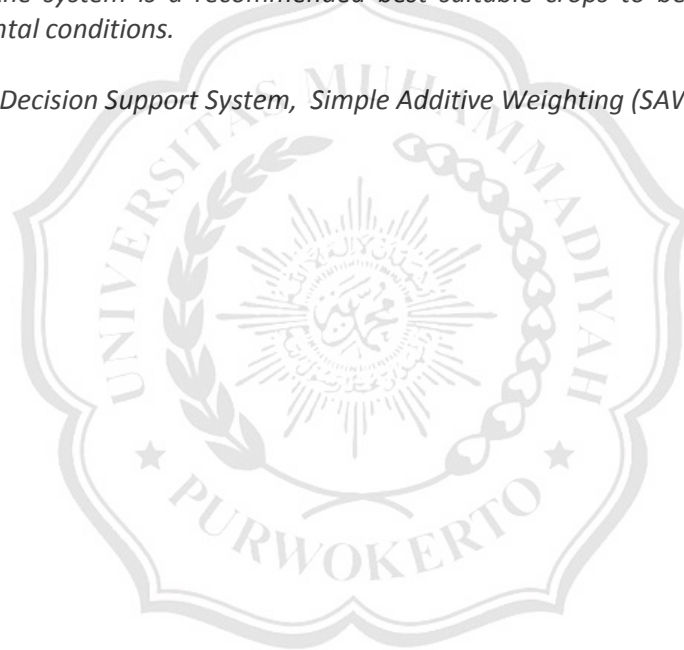 the system is a recommended best suitable crops to be
ntal conditions.
Decision Support System, Simple Additive Weighting (SAW
UNIVERSITAS MUHAMMADIYAH
PURWOKERTO